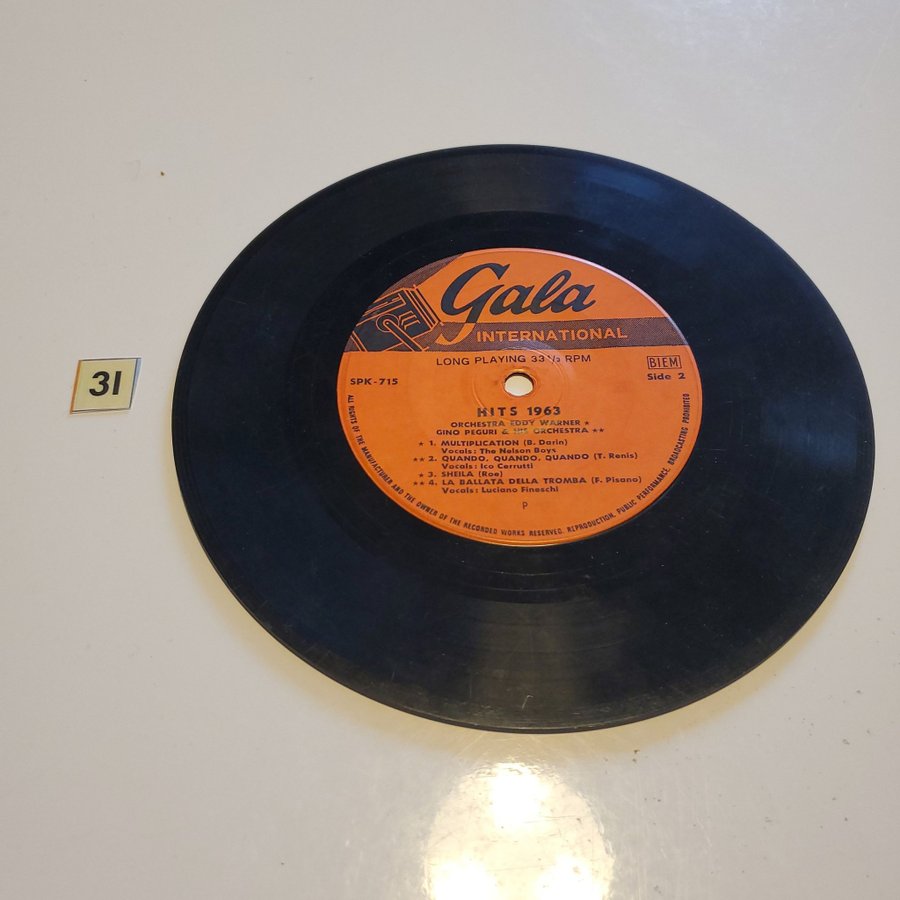 31
Gala
INTERNATIONAL
LONG PLAYING 33⅓ RPM
BIEM
SPK-715
Side 2
HITS 1963
ORCHESTRA EDDY WARNER ★
GINO PEGURI & HIS ORCHESTRA ★★
★ 1. MULTIPLICATION (B. Darin)
Vocals: The Nelson Boys
★★ 2. QUANDO, QUANDO, QUANDO (T. Renis)
Vocals: Ico Cerrutti
★ 3. SHEILA (Roe)
★★ 4. LA BALLATA DELLA TROMBA (F. Pisano)
Vocals: Luciano Fineschi
P
ALL RIGHTS OF THE MANUFACTURER AND THE OWNER OF THE RECORDED WORKS RESERVED. REPRODUCTION, PUBLIC PERFORMANCE, BROADCASTING PROHIBITED